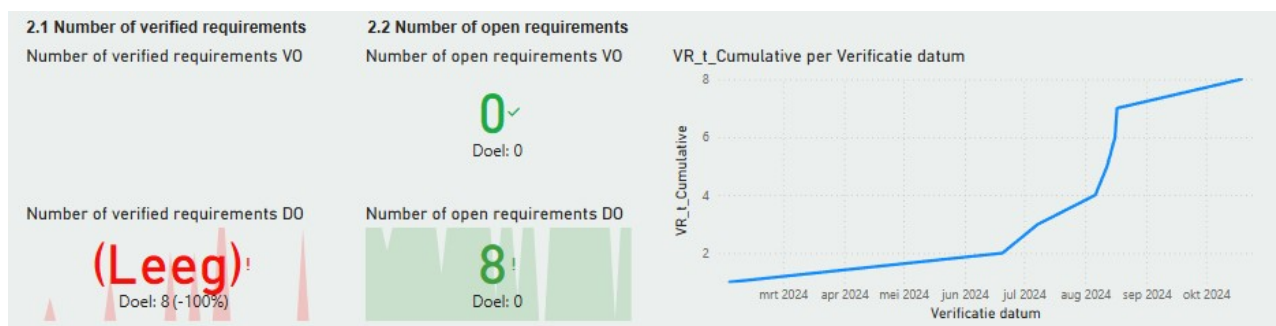 2.1 Number of verified requirements
2.2 Number of open requirements
Number of verified requirements VO
Number of open requirements VO
0
Doel: 0
Number of verified requirements DO
(Leeg)!
Doel: 8 (-100%)
Number of open requirements DO
8!
Doel: 0
VR_t_Cumulative per Verificatie datum
VR_t_Cumulative
8
6
4
2
mrt 2024 apr 2024 mei 2024 jun 2024 jul 2024 aug 2024 sep 2024 okt 2024
Verificatie datum